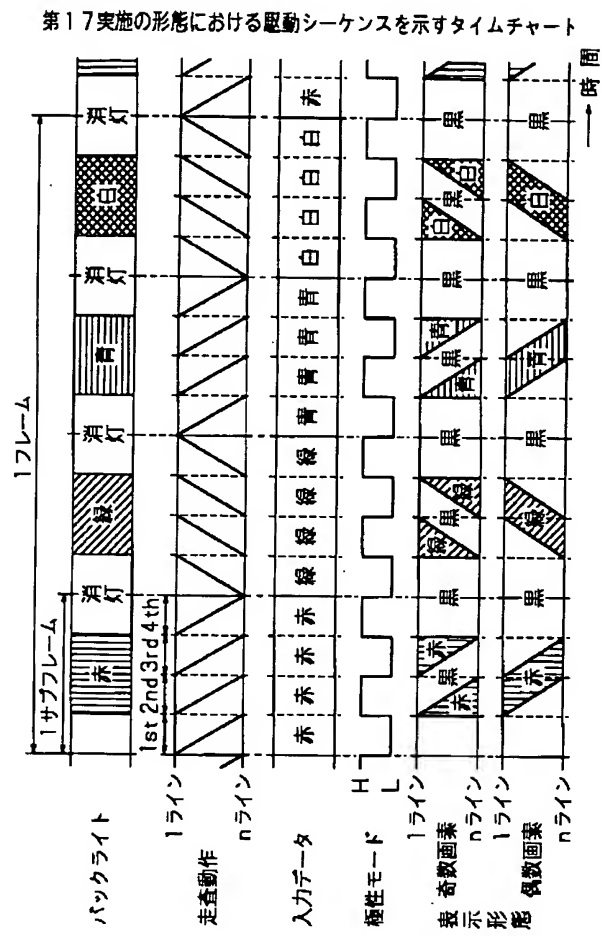 第17実施の形態における駆動シーケンスを示すタイムチャート
1フレーム
1サブフレーム
バックライト
赤 消灯 緑 消灯 青 消灯 白 消灯
1st 2nd 3rd 4th
走査動作
1ライン
nライン
入力データ
赤 赤 赤 赤 緑 緑 緑 緑 青 青 青 青 白 白 白 白 赤
極性モード
H
L
表示形態
奇数画素
1ライン
nライン
赤 黒 赤 黒 緑 黒 緑 黒 青 黒 青 黒 白 黒 白 黒
偶数画素
1ライン
nライン
赤 黒 緑 黒 青 黒 白 黒
時間